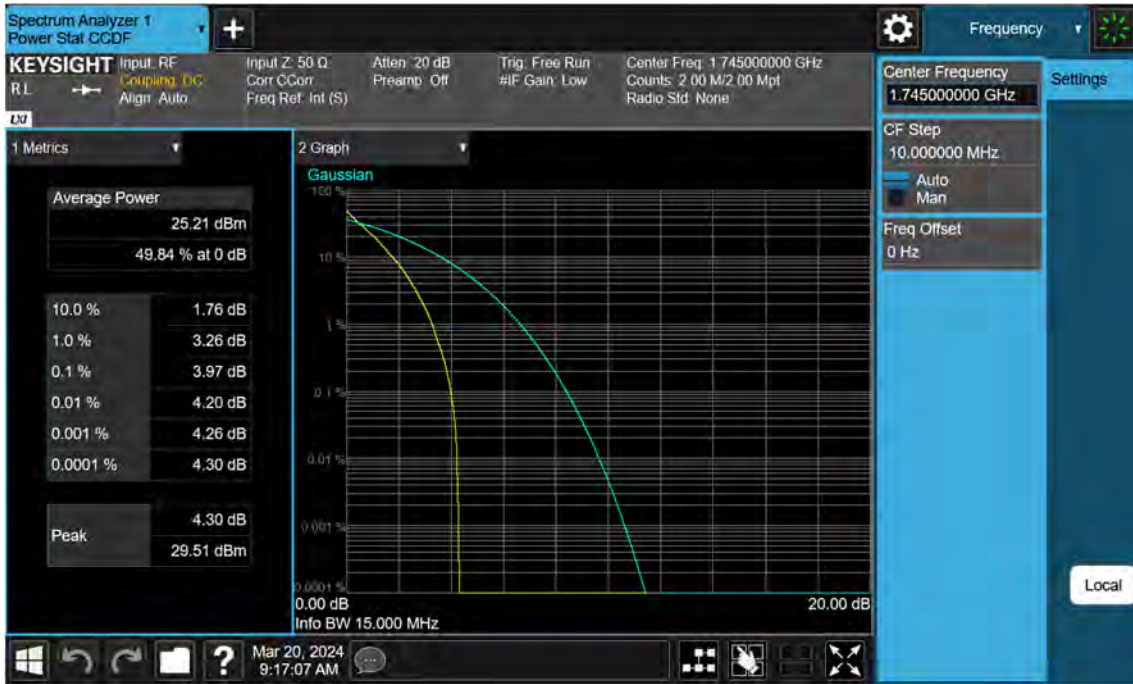 Spectrum Analyzer 1
Power Stat CCDF
+
Frequency
KEYSIGHT
Input: RF
Coupling: DC
Align: Auto
Input Z: 50 Ω
Corr CCorr
Freq Ref: Int (S)
Atten: 20 dB
Preamp: Off
Trig: Free Run
#IF Gain: Low
Center Freq: 1.745000000 GHz
Counts: 2.00 M/2.00 Mpt
Radio Std: None
R L
LXI
Center Frequency
1.745000000 GHz
Settings
CF Step
10.000000 MHz
Auto
Man
Freq Offset
0 Hz
Local
1 Metrics
Average Power
25.21 dBm
49.84 % at 0 dB
10.0 % 1.76 dB
1.0 % 3.26 dB
0.1 % 3.97 dB
0.01 % 4.20 dB
0.001 % 4.26 dB
0.0001 % 4.30 dB
Peak
4.30 dB
29.51 dBm
2 Graph
Gaussian
100 %
10 %
1 %
0.1 %
0.01 %
0.001 %
0.0001 %
0.00 dB 20.00 dB
Info BW 15.000 MHz
?
Mar 20, 2024
9:17:07 AM